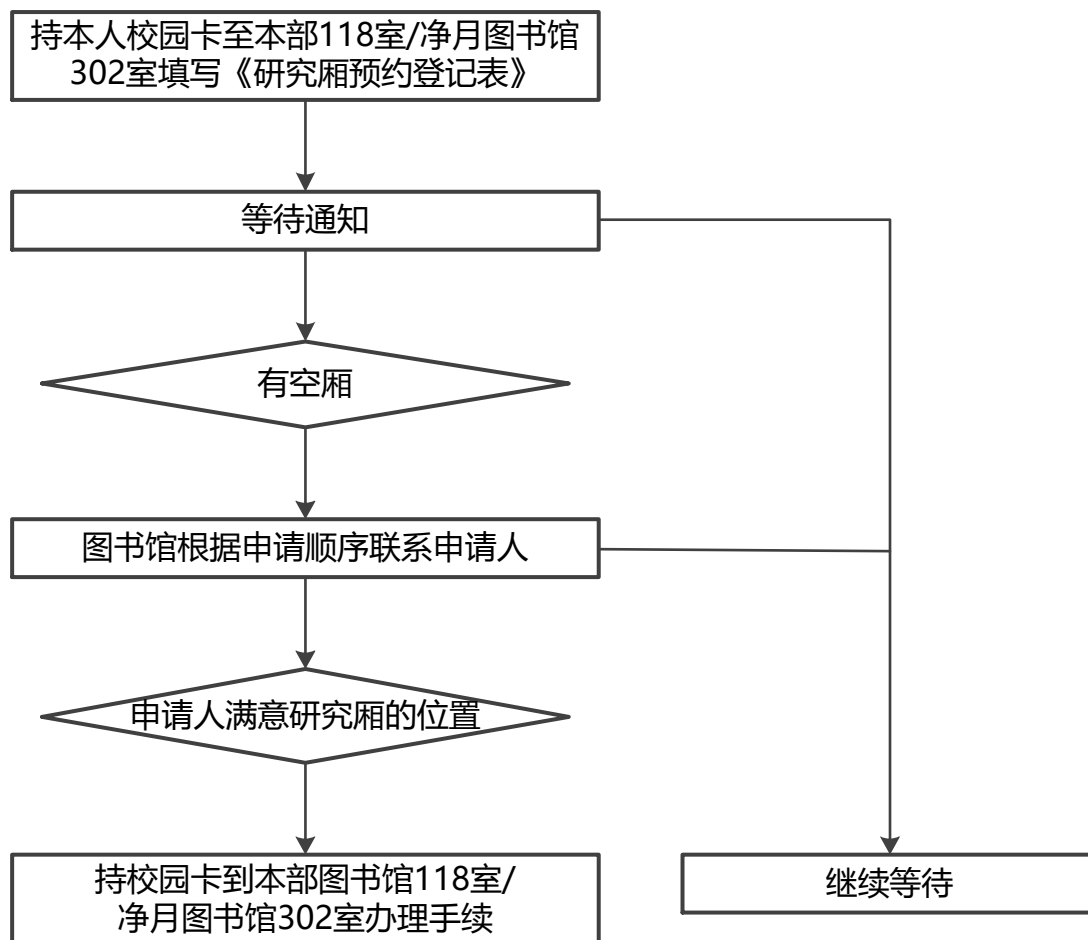 持本人校园卡至本部118室/净月图书馆
302室填写《研究厢预约登记表》
等待通知
有空厢
图书馆根据申请顺序联系申请人
申请人满意研究厢的位置
持校园卡到本部图书馆118室/
净月图书馆302室办理手续
继续等待